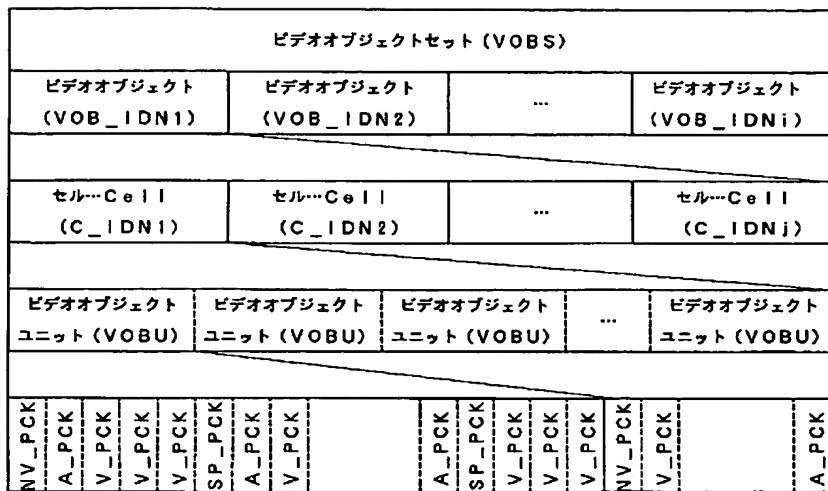 ビデオオブジェクトセット(VOBS)
ビデオオブジェクト
(VOB_IDN1)
ビデオオブジェクト
(VOB_IDN2)
…
ビデオオブジェクト
(VOB_IDNi)
セル…Cell
(C_IDN1)
セル…Cell
(C_IDN2)
…
セル…Cell
(C_IDNj)
ビデオオブジェクト
ユニット(VOBU)
ビデオオブジェクト
ユニット(VOBU)
ビデオオブジェクト
ユニット(VOBU)
…
ビデオオブジェクト
ユニット(VOBU)
NV_PCK
A_PCK
V_PCK
V_PCK
V_PCK
SP_PCK
A_PCK
V_PCK
A_PCK
SP_PCK
V_PCK
V_PCK
V_PCK
NV_PCK
V_PCK
A_PCK